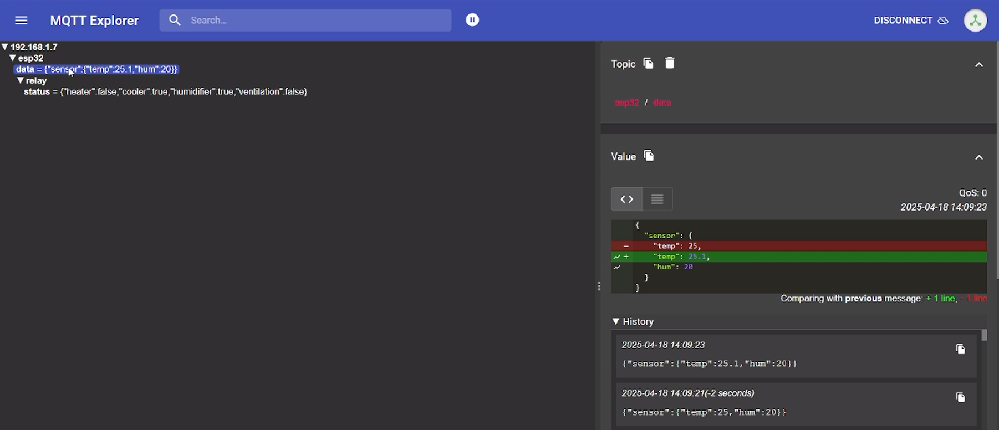 MQTT Explorer
Search...
DISCONNECT
▼ 192.168.1.7
▼ esp32
data = {"sensor":{"temp":25.1,"hum":20}}
▼ relay
status = {"heater":false,"cooler":true,"humidifier":true,"ventilation":false}
Topic
esp32 / data
Value
QoS: 0
2025-04-18 14:09:23
{
"sensor": {
- "temp": 25,
+ "temp": 25.1,
"hum": 20
}
}
Comparing with previous message: + 1 line, - 1 line
▼ History
2025-04-18 14:09:23
{"sensor":{"temp":25.1,"hum":20}}
2025-04-18 14:09:21(-2 seconds)
{"sensor":{"temp":25,"hum":20}}